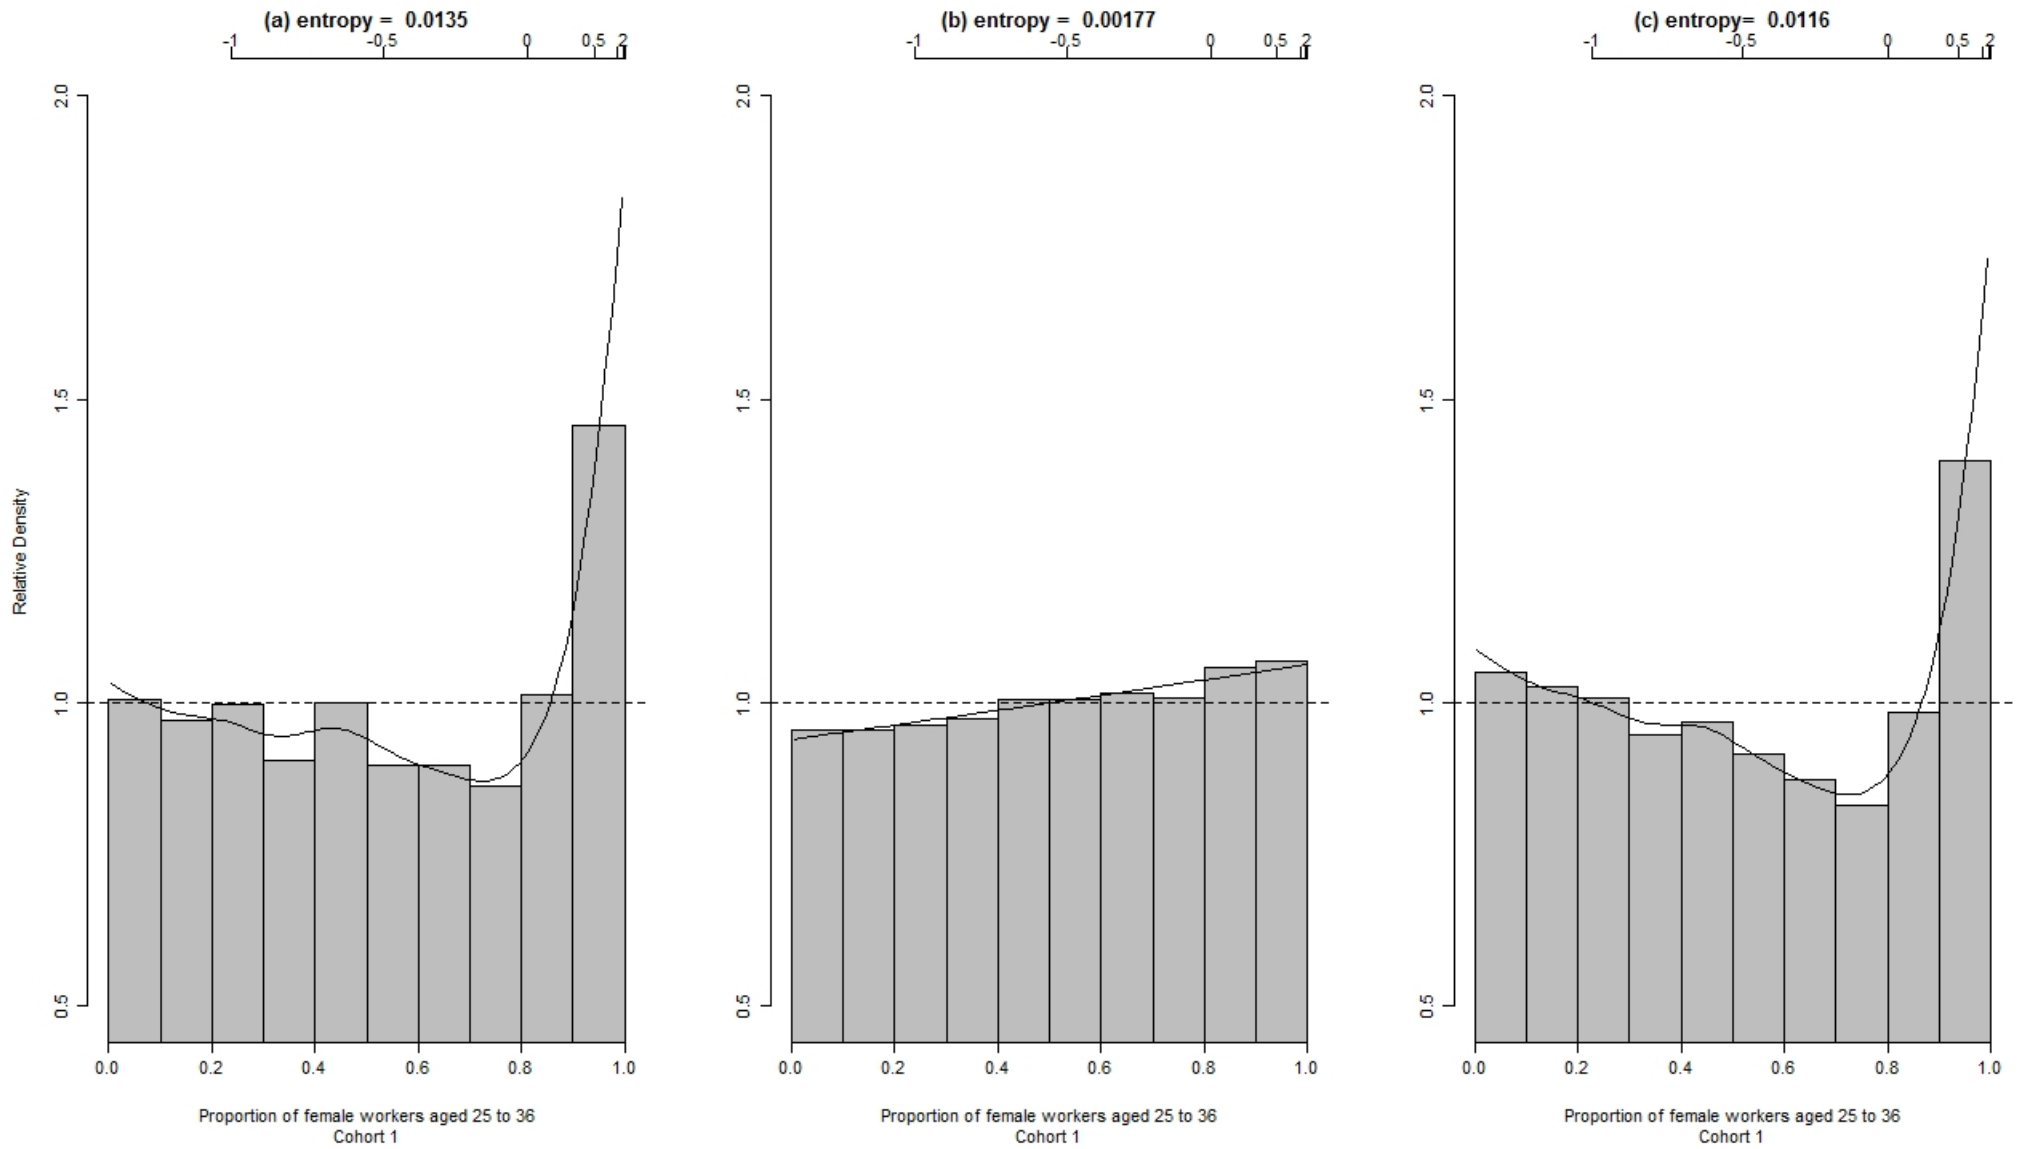 (a) entropy =  0.0135
-1 -0.5 0 0.5 2
2.0
1.5
1.0
0.5
Relative Density
0.0 0.2 0.4 0.6 0.8 1.0
Proportion of female workers aged 25 to 36
Cohort 1
(b) entropy =  0.00177
-1 -0.5 0 0.5 2
2.0
1.5
1.0
0.5
0.0 0.2 0.4 0.6 0.8 1.0
Proportion of female workers aged 25 to 36
Cohort 1
(c) entropy=  0.0116
-1 -0.5 0 0.5 2
2.0
1.5
1.0
0.5
0.0 0.2 0.4 0.6 0.8 1.0
Proportion of female workers aged 25 to 36
Cohort 1